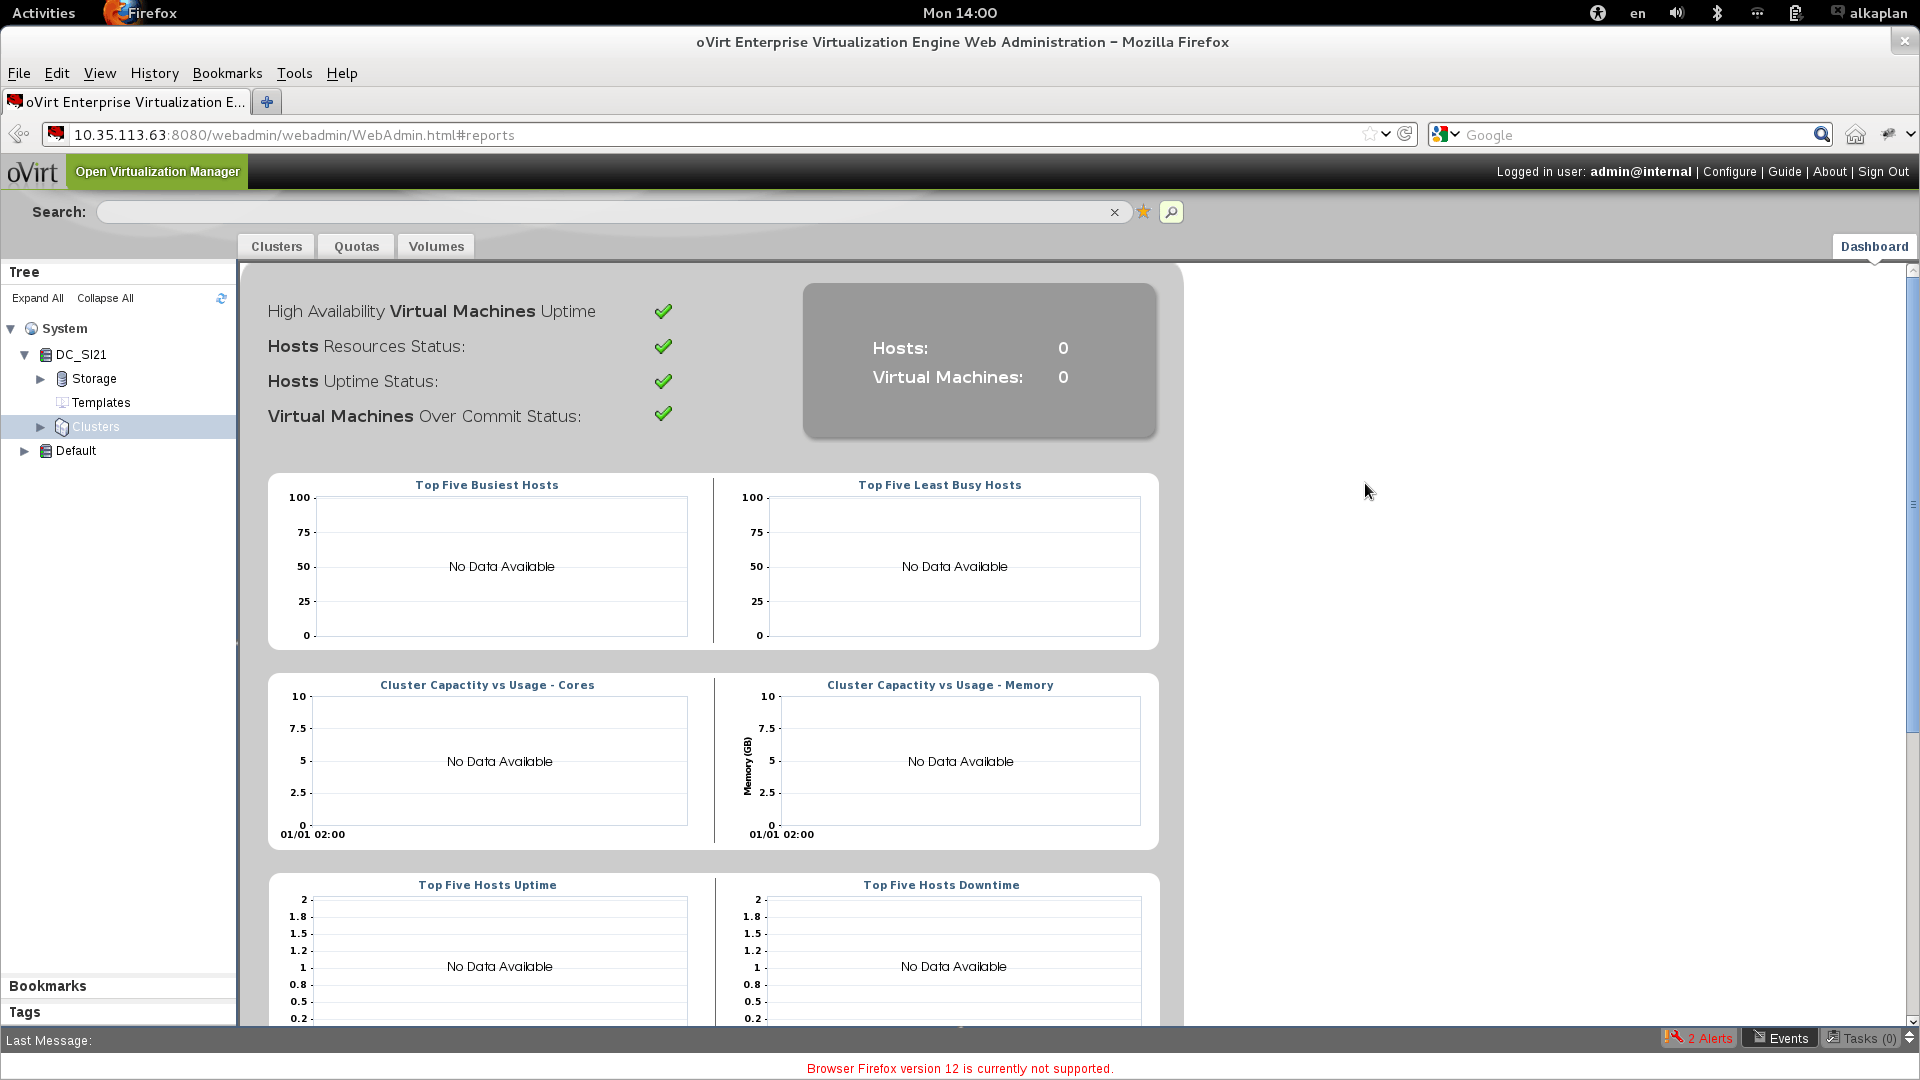 Activities Firefox Mon 14:00 en alkaplan
oVirt Enterprise Virtualization Engine Web Administration – Mozilla Firefox
File Edit View History Bookmarks Tools Help
oVirt Enterprise Virtualization E...
10.35.113.63:8080/webadmin/webadmin/WebAdmin.html#reports Google
oVirt Open Virtualization Manager Logged in user: admin@internal | Configure | Guide | About | Sign Out
Search:
Clusters Quotas Volumes Dashboard
Tree
Expand All Collapse All
System
DC_SI21
Storage
Templates
Clusters
Default
Bookmarks
Tags
High Availability Virtual Machines Uptime
Hosts Resources Status:
Hosts Uptime Status:
Virtual Machines Over Commit Status:
Hosts: 0
Virtual Machines: 0
Top Five Busiest Hosts
100
75
50
25
0
No Data Available
Top Five Least Busy Hosts
100
75
50
25
0
No Data Available
Cluster Capactity vs Usage - Cores
10
7.5
5
2.5
0
01/01 02:00
No Data Available
Cluster Capactity vs Usage - Memory
Memory (GB)
10
7.5
5
2.5
0
01/01 02:00
No Data Available
Top Five Hosts Uptime
2
1.8
1.5
1.2
1
0.8
0.5
0.2
No Data Available
Top Five Hosts Downtime
2
1.8
1.5
1.2
1
0.8
0.5
0.2
No Data Available
Last Message: 2 Alerts Events Tasks (0)
Browser Firefox version 12 is currently not supported.